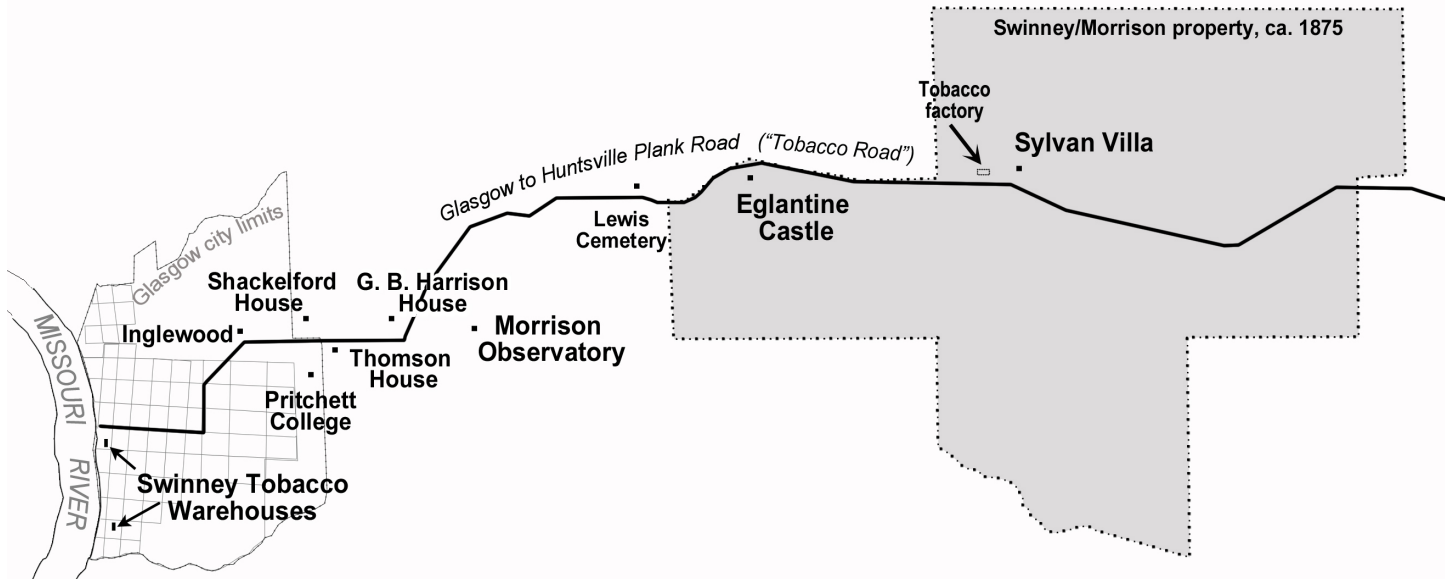 Swinney/Morrison property, ca. 1875
Tobacco
factory
Sylvan Villa
Glasgow to Huntsville Plank Road ("Tobacco Road")
Eglantine
Castle
Lewis
Cemetery
Glasgow city limits
Shackelford
House
G. B. Harrison
House
Inglewood
Morrison
Observatory
Thomson
House
Pritchett
College
MISSOURI
RIVER
Swinney Tobacco
Warehouses